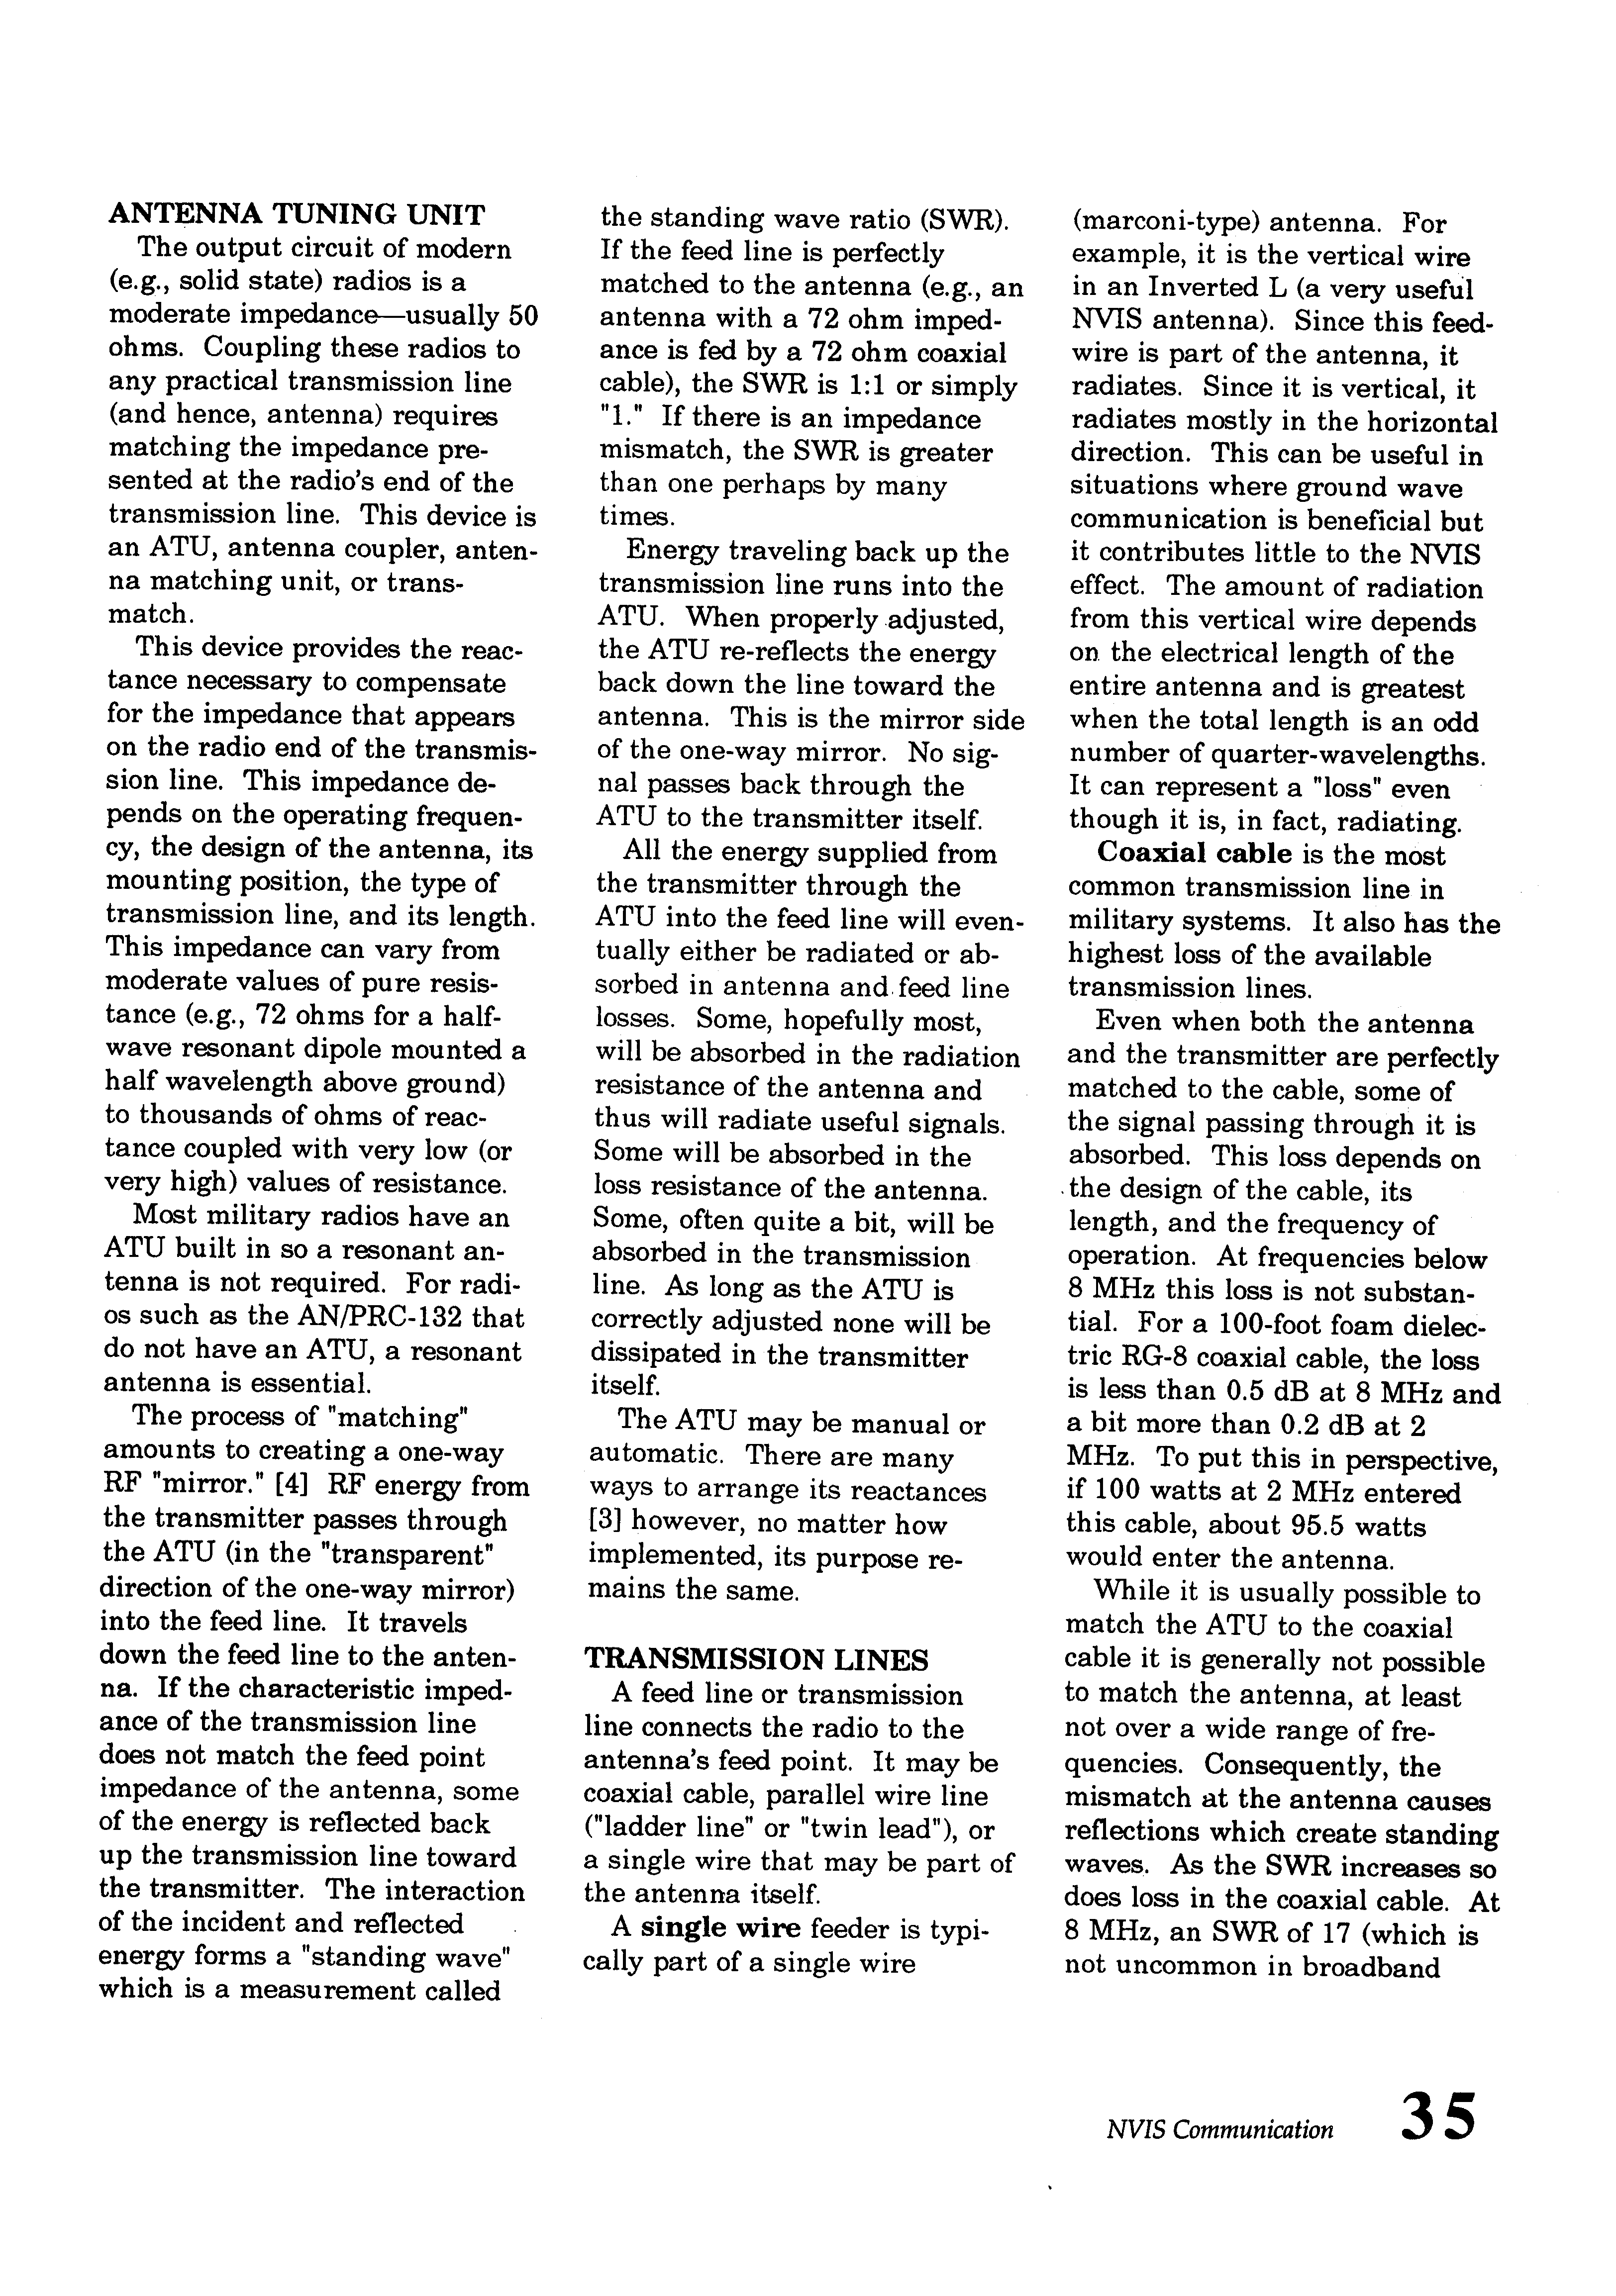 ANTENNA TUNING UNIT
The output circuit of modern
(e.g., solid state) radios is a
moderate impedance—usually 50
ohms. Coupling these radios to
any practical transmission line
(and hence, antenna) requires
matching the impedance pre-
sented at the radio's end of the
transmission line. This device is
an ATU, antenna coupler, anten-
na matching unit, or trans-
match.
This device provides the reac-
tance necessary to compensate
for the impedance that appears
on the radio end of the transmis-
sion line. This impedance de-
pends on the operating frequen-
cy, the design of the antenna, its
mounting position, the type of
transmission line, and its length.
This impedance can vary from
moderate values of pure resis-
tance (e.g., 72 ohms for a half-
wave resonant dipole mounted a
half wavelength above ground)
to thousands of ohms of reac-
tance coupled with very low (or
very high) values of resistance.
Most military radios have an
ATU built in so a resonant an-
tenna is not required. For radi-
os such as the AN/PRC-132 that
do not have an ATU, a resonant
antenna is essential.
The process of "matching"
amounts to creating a one-way
RF "mirror." [4] RF energy from
the transmitter passes through
the ATU (in the "transparent"
direction of the one-way mirror)
into the feed line. It travels
down the feed line to the anten-
na. If the characteristic imped-
ance of the transmission line
does not match the feed point
impedance of the antenna, some
of the energy is reflected back
up the transmission line toward
the transmitter. The interaction
of the incident and reflected
energy forms a "standing wave"
which is a measurement called
the standing wave ratio (SWR).
If the feed line is perfectly
matched to the antenna (e.g., an
antenna with a 72 ohm imped-
ance is fed by a 72 ohm coaxial
cable), the SWR is 1:1 or simply
"1." If there is an impedance
mismatch, the SWR is greater
than one perhaps by many
times.
Energy traveling back up the
transmission line runs into the
ATU. When properly adjusted,
the ATU re-reflects the energy
back down the line toward the
antenna. This is the mirror side
of the one-way mirror. No sig-
nal passes back through the
ATU to the transmitter itself.
All the energy supplied from
the transmitter through the
ATU into the feed line will even-
tually either be radiated or ab-
sorbed in antenna and feed line
losses. Some, hopefully most,
will be absorbed in the radiation
resistance of the antenna and
thus will radiate useful signals.
Some will be absorbed in the
loss resistance of the antenna.
Some, often quite a bit, will be
absorbed in the transmission
line. As long as the ATU is
correctly adjusted none will be
dissipated in the transmitter
itself.
The ATU may be manual or
automatic. There are many
ways to arrange its reactances
[3] however, no matter how
implemented, its purpose re-
mains the same.
TRANSMISSION LINES
A feed line or transmission
line connects the radio to the
antenna's feed point. It may be
coaxial cable, parallel wire line
("ladder line" or "twin lead"), or
a single wire that may be part of
the antenna itself.
A single wire feeder is typi-
cally part of a single wire
(marconi-type) antenna. For
example, it is the vertical wire
in an Inverted L (a very useful
NVIS antenna). Since this feed-
wire is part of the antenna, it
radiates. Since it is vertical, it
radiates mostly in the horizontal
direction. This can be useful in
situations where ground wave
communication is beneficial but
it contributes little to the NVIS
effect. The amount of radiation
from this vertical wire depends
on the electrical length of the
entire antenna and is greatest
when the total length is an odd
number of quarter-wavelengths.
It can represent a "loss" even
though it is, in fact, radiating.
Coaxial cable is the most
common transmission line in
military systems. It also has the
highest loss of the available
transmission lines.
Even when both the antenna
and the transmitter are perfectly
matched to the cable, some of
the signal passing through it is
absorbed. This loss depends on
the design of the cable, its
length, and the frequency of
operation. At frequencies below
8 MHz this loss is not substan-
tial. For a 100-foot foam dielec-
tric RG-8 coaxial cable, the loss
is less than 0.5 dB at 8 MHz and
a bit more than 0.2 dB at 2
MHz. To put this in perspective,
if 100 watts at 2 MHz entered
this cable, about 95.5 watts
would enter the antenna.
While it is usually possible to
match the ATU to the coaxial
cable it is generally not possible
to match the antenna, at least
not over a wide range of fre-
quencies. Consequently, the
mismatch at the antenna causes
reflections which create standing
waves. As the SWR increases so
does loss in the coaxial cable. At
8 MHz, an SWR of 17 (which is
not uncommon in broadband
NVIS Communication 35